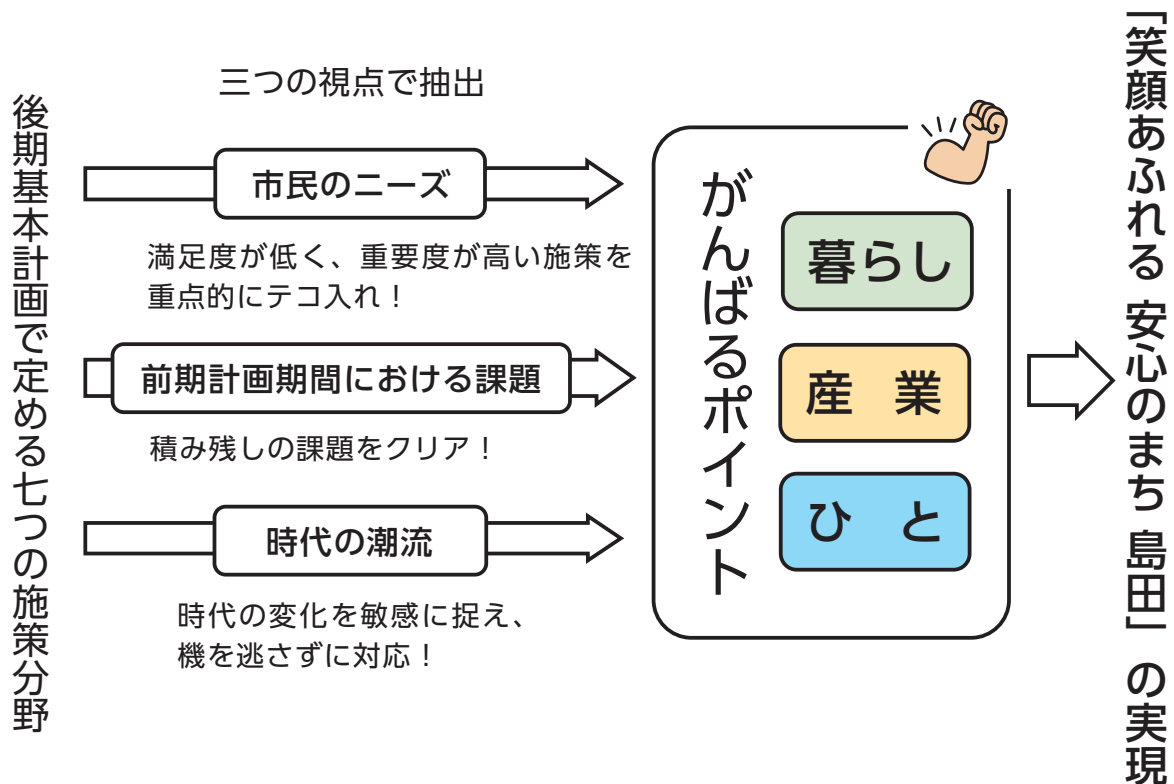 後期基本計画で定める七つの施策分野
三つの視点で抽出
市民のニーズ
満足度が低く、重要度が高い施策を
重点的にテコ入れ！
前期計画期間における課題
積み残しの課題をクリア！
時代の潮流
時代の変化を敏感に捉え、
機を逃さずに対応！
がんばるポイント
暮らし
産　業
ひ　と
「笑顔あふれる 安心のまち 島田」の実現